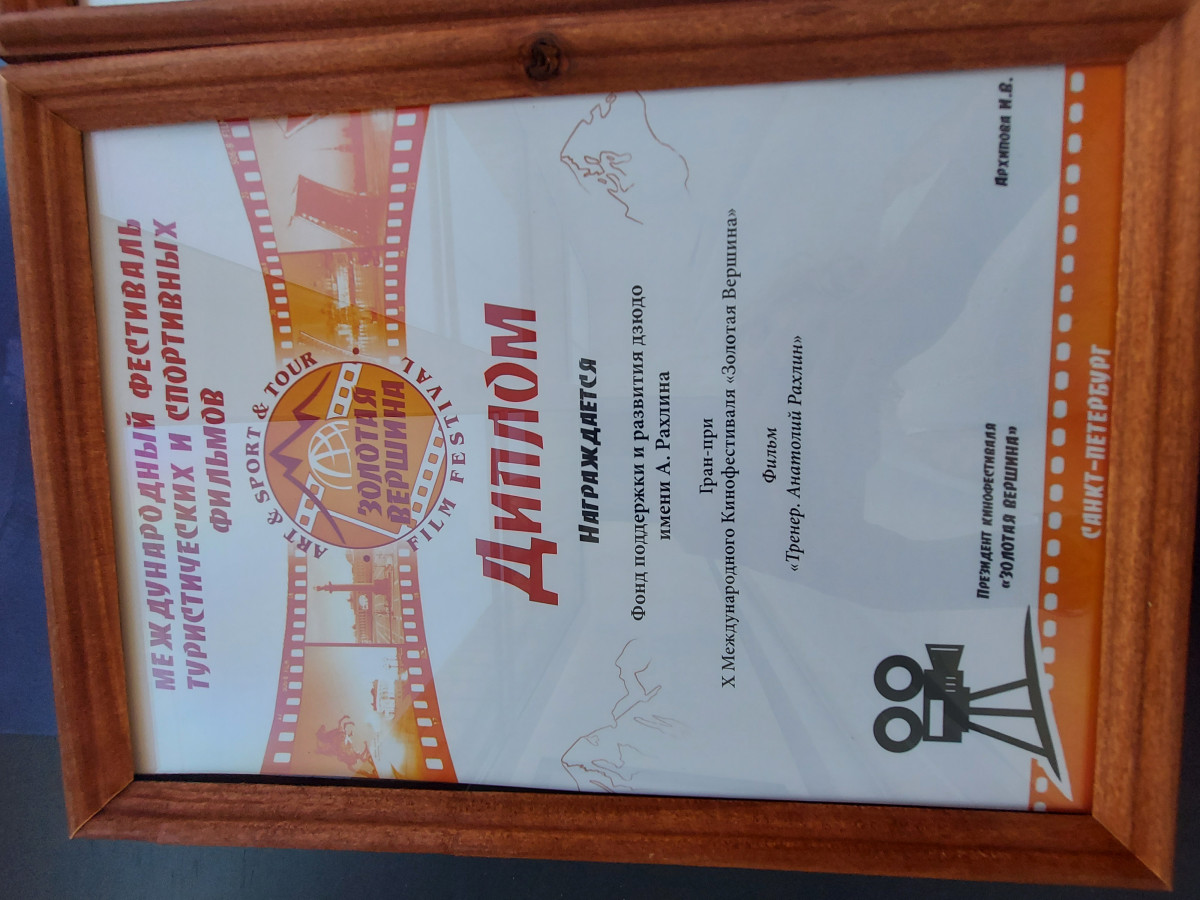 МЕЖДУНАРОДНЫЙ ФЕСТИВАЛЬ
ТУРИСТИЧЕСКИХ И СПОРТИВНЫХ
ФИЛЬМОВ
ART & SPORT & TOUR
ЗОЛОТАЯ
ВЕРШИНА
FILM FESTIVAL
ДИПЛОМ
НАГРАЖДАЕТСЯ
Фонд поддержки и развития дзюдо
имени А. Рахлина
Гран-при
X Международного Кинофестиваля «Золотая Вершина»
Фильм
«Тренер. Анатолий Рахлин»
ПРЕЗИДЕНТ КИНОФЕСТИВАЛЯ
«ЗОЛОТАЯ ВЕРШИНА»
АРХИПОВА И.В.
САНКТ-ПЕТЕРБУРГ